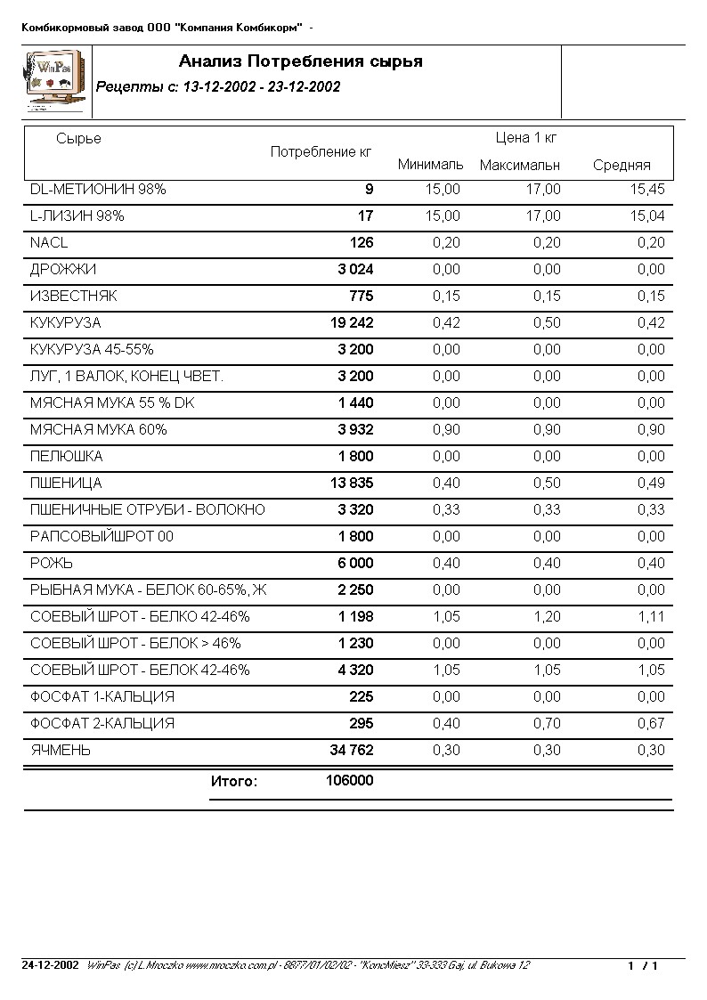 Комбикормовый завод ООО "Компания Комбикорм" -
WinPas
Анализ Потребления сырья
Рецепты с: 13-12-2002 - 23-12-2002
Сырье Потребление кг Цена 1 кг
Минималь Максимальн Средняя
DL-МЕТИОНИН 98% 9 15,00 17,00 15,45
L-ЛИЗИН 98% 17 15,00 17,00 15,04
NACL 126 0,20 0,20 0,20
ДРОЖЖИ 3 024 0,00 0,00 0,00
ИЗВЕСТНЯК 775 0,15 0,15 0,15
КУКУРУЗА 19 242 0,42 0,50 0,42
КУКУРУЗА 45-55% 3 200 0,00 0,00 0,00
ЛУГ, 1 ВАЛОК, КОНЕЦ ЧВЕТ. 3 200 0,00 0,00 0,00
МЯСНАЯ МУКА 55 % DK 1 440 0,00 0,00 0,00
МЯСНАЯ МУКА 60% 3 932 0,90 0,90 0,90
ПЕЛЮШКА 1 800 0,00 0,00 0,00
ПШЕНИЦА 13 835 0,40 0,50 0,49
ПШЕНИЧНЫЕ ОТРУБИ - ВОЛОКНО 3 320 0,33 0,33 0,33
РАПСОВЫЙШРОТ 00 1 800 0,00 0,00 0,00
РОЖЬ 6 000 0,40 0,40 0,40
РЫБНАЯ МУКА - БЕЛОК 60-65%, Ж 2 250 0,00 0,00 0,00
СОЕВЫЙ ШРОТ - БЕЛКО 42-46% 1 198 1,05 1,20 1,11
СОЕВЫЙ ШРОТ - БЕЛОК > 46% 1 230 0,00 0,00 0,00
СОЕВЫЙ ШРОТ - БЕЛОК 42-46% 4 320 1,05 1,05 1,05
ФОСФАТ 1-КАЛЬЦИЯ 225 0,00 0,00 0,00
ФОСФАТ 2-КАЛЬЦИЯ 295 0,40 0,70 0,67
ЯЧМЕНЬ 34 762 0,30 0,30 0,30
Итого: 106000
24-12-2002 WinPas (c) L.Mroczko www.mroczko.com.pl - 8877/01/02/02 - "KoncMiesz" 33-333 Gaj, ul. Bukowa 12 1 / 1